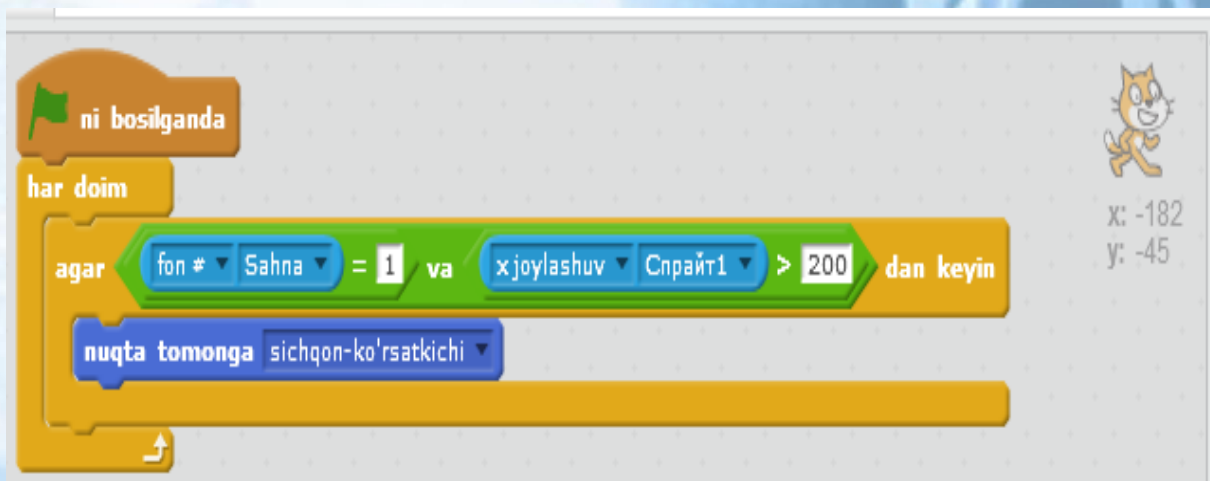 ni bosilganda
har doim
agar fon # Sahna = 1 va x joylashuv Спрайт1 > 200 dan keyin
nuqta tomonga sichqon-ko'rsatkichi
x: -182
y: -45